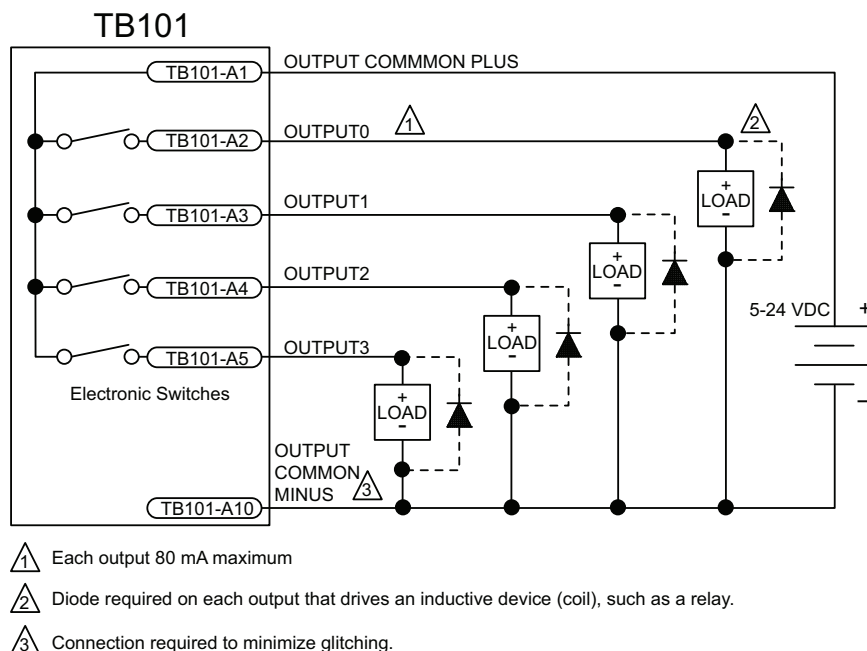 TB101
TB101-A1
OUTPUT COMMMON PLUS
TB101-A2
OUTPUT0
1
2
LOAD
+
-
TB101-A3
OUTPUT1
LOAD
+
-
TB101-A4
OUTPUT2
LOAD
+
-
5-24 VDC
+
-
TB101-A5
OUTPUT3
Electronic Switches
LOAD
+
-
OUTPUT
COMMON
MINUS
3
TB101-A10
1 Each output 80 mA maximum
2 Diode required on each output that drives an inductive device (coil), such as a relay.
3 Connection required to minimize glitching.